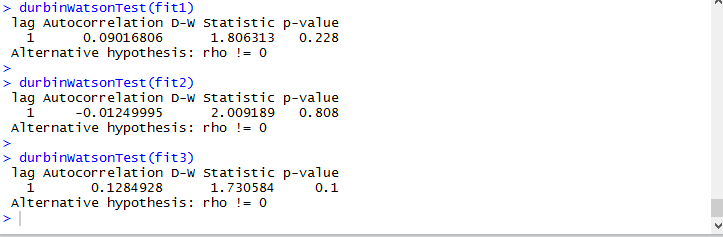 > durbinWatsonTest(fit1)
 lag Autocorrelation D-W Statistic p-value
   1      0.09016806      1.806313   0.228
 Alternative hypothesis: rho != 0
>
> durbinWatsonTest(fit2)
 lag Autocorrelation D-W Statistic p-value
   1     -0.01249995      2.009189   0.808
 Alternative hypothesis: rho != 0
>
> durbinWatsonTest(fit3)
 lag Autocorrelation D-W Statistic p-value
   1       0.1284928      1.730584     0.1
 Alternative hypothesis: rho != 0
>